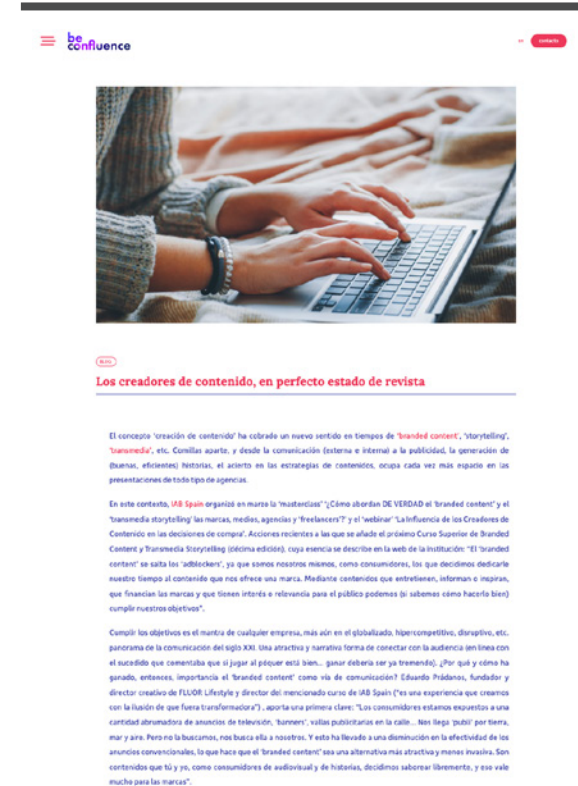 be
confluence
contacto
BLOG
Los creadores de contenido, en perfecto estado de revista
El concepto 'creación de contenido' ha cobrado un nuevo sentido en tiempos de 'branded content', 'storytelling',
'transmedia', etc. Comillas aparte, y desde la comunicación (externa e interna) a la publicidad, la generación de
(buenas, eficientes) historias, el acierto en las estrategias de contenidos, ocupa cada vez más espacio en las
presentaciones de todo tipo de agencias.
En este contexto, IAB Spain organizó en marzo la 'masterclass' '¿Cómo abordan DE VERDAD el 'branded content' y el
'transmedia storytelling' las marcas, medios, agencias y 'freelancers'?' y el 'webinar' 'La Influencia de los Creadores de
Contenido en las decisiones de compra'. Acciones recientes a las que se añade el próximo Curso Superior de Branded
Content y Transmedia Storytelling (décima edición), cuya esencia se describe en la web de la institución: "El 'branded
content' se salta los 'adblockers', ya que somos nosotros mismos, como consumidores, los que decidimos dedicarle
nuestro tiempo al contenido que nos ofrece una marca. Mediante contenidos que entretienen, informan o inspiran,
que financian las marcas y que tienen interés o relevancia para el público podemos (si sabemos cómo hacerlo bien)
cumplir nuestros objetivos".
Cumplir los objetivos es el mantra de cualquier empresa, más aún en el globalizado, hipercompetitivo, disruptivo, etc.
panorama de la comunicación del siglo XXI. Una atractiva y narrativa forma de conectar con la audiencia (en línea con
el sucedido que comentaba que si jugar al póquer está bien... ganar debería ser ya tremendo). ¿Por qué y cómo ha
ganado, entonces, importancia el 'branded content' como vía de comunicación? Eduardo Prádanos, fundador y
director creativo de FLUOR Lifestyle y director del mencionado curso de IAB Spain ("es una experiencia que creamos
con la ilusión de que fuera transformadora") , aporta una primera clave: "Los consumidores estamos expuestos a una
cantidad abrumadora de anuncios de televisión, 'banners', vallas publicitarias en la calle... Nos llega 'publi' por tierra,
mar y aire. Pero no la buscamos, nos busca ella a nosotros. Y esto ha llevado a una disminución en la efectividad de los
anuncios convencionales, lo que hace que el 'branded content' sea una alternativa más atractiva y menos invasiva. Son
contenidos que tú y yo, como consumidores de audiovisual y de historias, decidimos saborear libremente, y eso vale
mucho para las marcas".